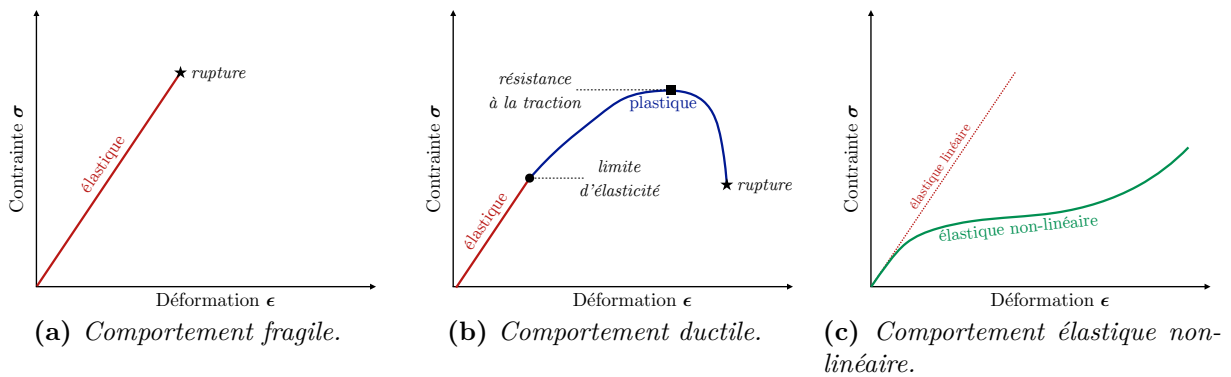 Contrainte σ
élastique
rupture
Déformation ϵ
(a) Comportement fragile.
Contrainte σ
résistance
à la traction
plastique
limite
d'élasticité
élastique
rupture
Déformation ϵ
(b) Comportement ductile.
Contrainte σ
élastique linéaire
élastique non-linéaire
Déformation ϵ
(c) Comportement élastique non-
linéaire.